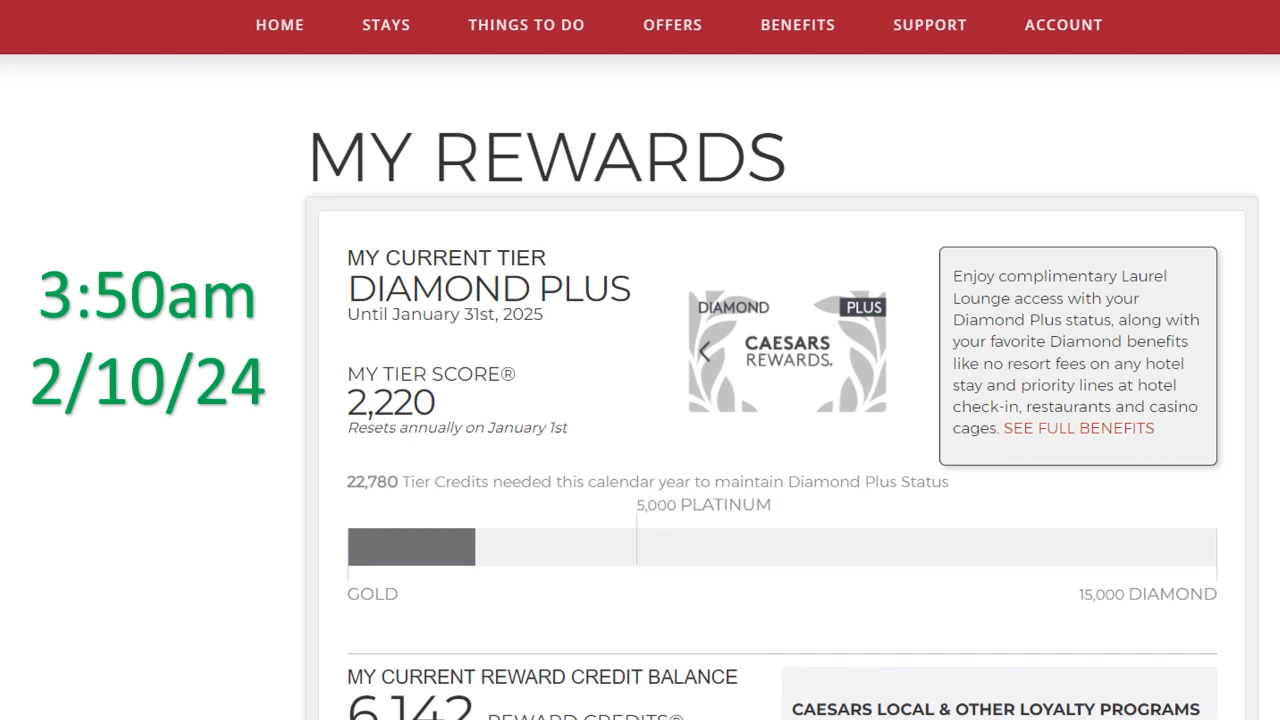 HOME STAYS THINGS TO DO OFFERS BENEFITS SUPPORT ACCOUNT
MY REWARDS
3:50am
2/10/24
MY CURRENT TIER
DIAMOND PLUS
Until January 31st, 2025
MY TIER SCORE®
2,220
Resets annually on January 1st
DIAMOND PLUS
CAESARS
REWARDS.
Enjoy complimentary Laurel
Lounge access with your
Diamond Plus status, along with
your favorite Diamond benefits
like no resort fees on any hotel
stay and priority lines at hotel
check-in, restaurants and casino
cages. SEE FULL BENEFITS
22,780 Tier Credits needed this calendar year to maintain Diamond Plus Status
5,000 PLATINUM
GOLD
15,000 DIAMOND
MY CURRENT REWARD CREDIT BALANCE
6,142 REWARD CREDITS®
CAESARS LOCAL & OTHER LOYALTY PROGRAMS